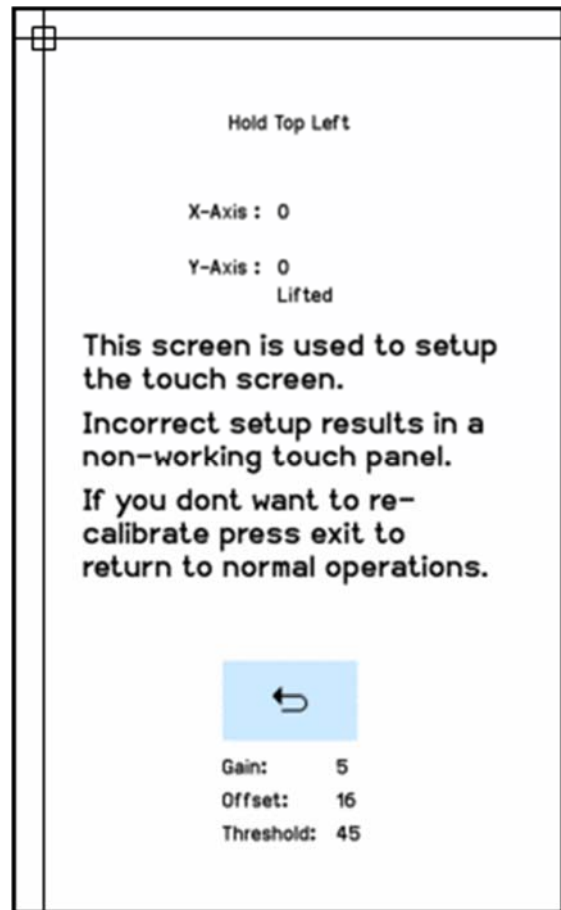 Hold Top Left
X-Axis : 0
Y-Axis : 0
Lifted
This screen is used to setup
the touch screen.
Incorrect setup results in a
non-working touch panel.
If you dont want to re-
calibrate press exit to
return to normal operations.
Gain: 5
Offset: 16
Threshold: 45